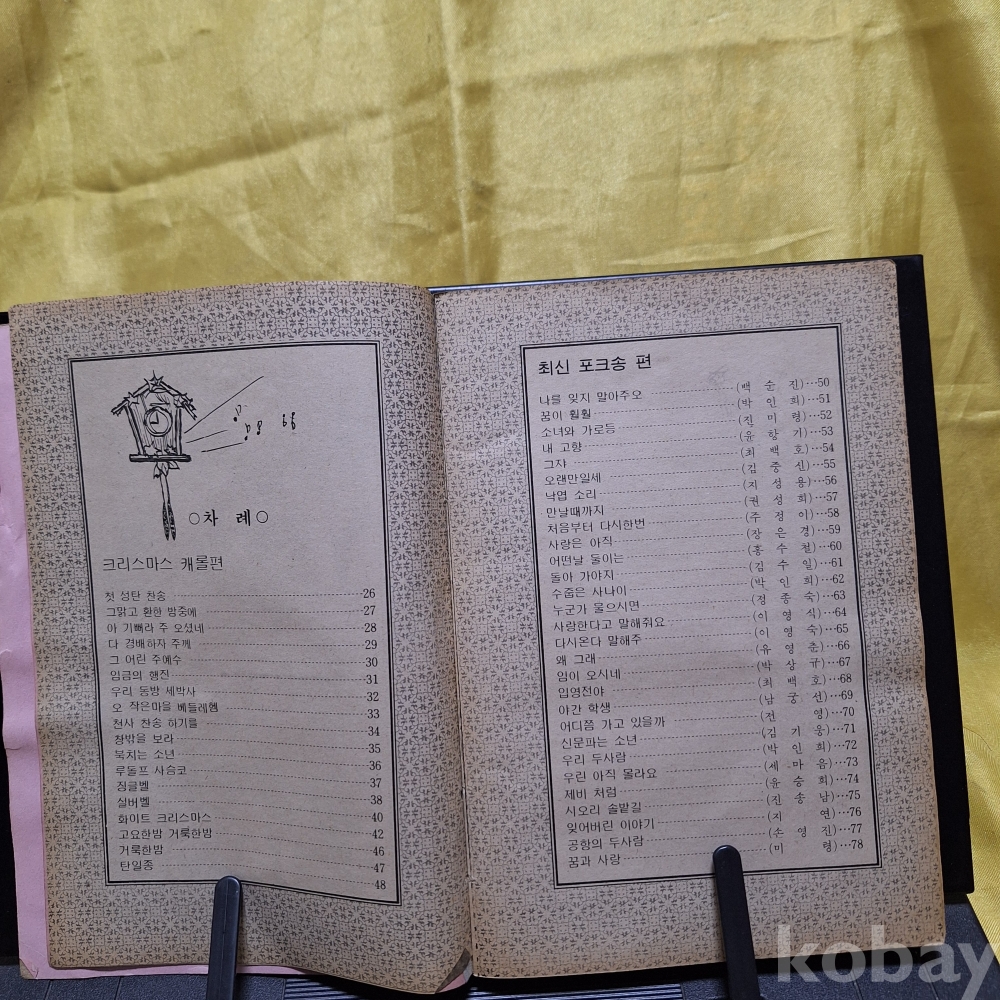 ○차 례○
크리스마스 캐롤편
첫 성탄 찬송 26
그맑고 환한 밤중에 27
아 기뻐라 주 오셨네 28
다 경배하자 주께 29
그 어린 주예수 30
임금의 행진 31
우리 동방 세박사 32
오 작은마을 베들레헴 33
천사 찬송 하기를 34
창밖을 보라 35
북치는 소년 36
루돌프 사슴코 37
징글벨 38
실버벨 40
화이트 크리스마스 42
고요한밤 거룩한밤 46
거룩한밤 47
탄일종 48
최신 포크송 편
나를 잊지 말아주오 (백 순 진)…50
꿈이 훨훨 (박 인 희)…51
소녀와 가로등 (진 미 령)…52
내 고향 (윤 항 기)…53
그쟈 (최 백 호)…54
오랜만일세 (김 중 신)…55
낙엽 소리 (지 성 용)…56
만날때까지 (권 성 희)…57
처음부터 다시한번 (주 정 이)…58
사랑은 아직 (장 은 경)…59
어떤날 둘이는 (홍 수 철)…60
돌아 가야지 (김 수 일)…61
수줍은 사나이 (박 인 희)…62
누군가 물으시면 (정 종 숙)…63
사랑한다고 말해줘요 (이 영 식)…64
다시온다 말해주 (이 영 숙)…65
왜 그래 (유 영 춘)…66
임이 오시네 (박 상 규)…67
입영전야 (최 백 호)…68
야간 학생 (남 궁 선)…69
어디쯤 가고 있을까 (전 영)…70
신문파는 소년 (김 기 웅)…71
우리 두사람 (박 인 희)…72
우린 아직 몰라요 (세 마 음)…73
제비 처럼 (윤 승 희)…74
시오리 솔밭길 (진 송 남)…75
잊어버린 이야기 (지 연)…76
공항의 두사람 (손 영 진)…77
꿈과 사랑 (미 령)…78
kobay